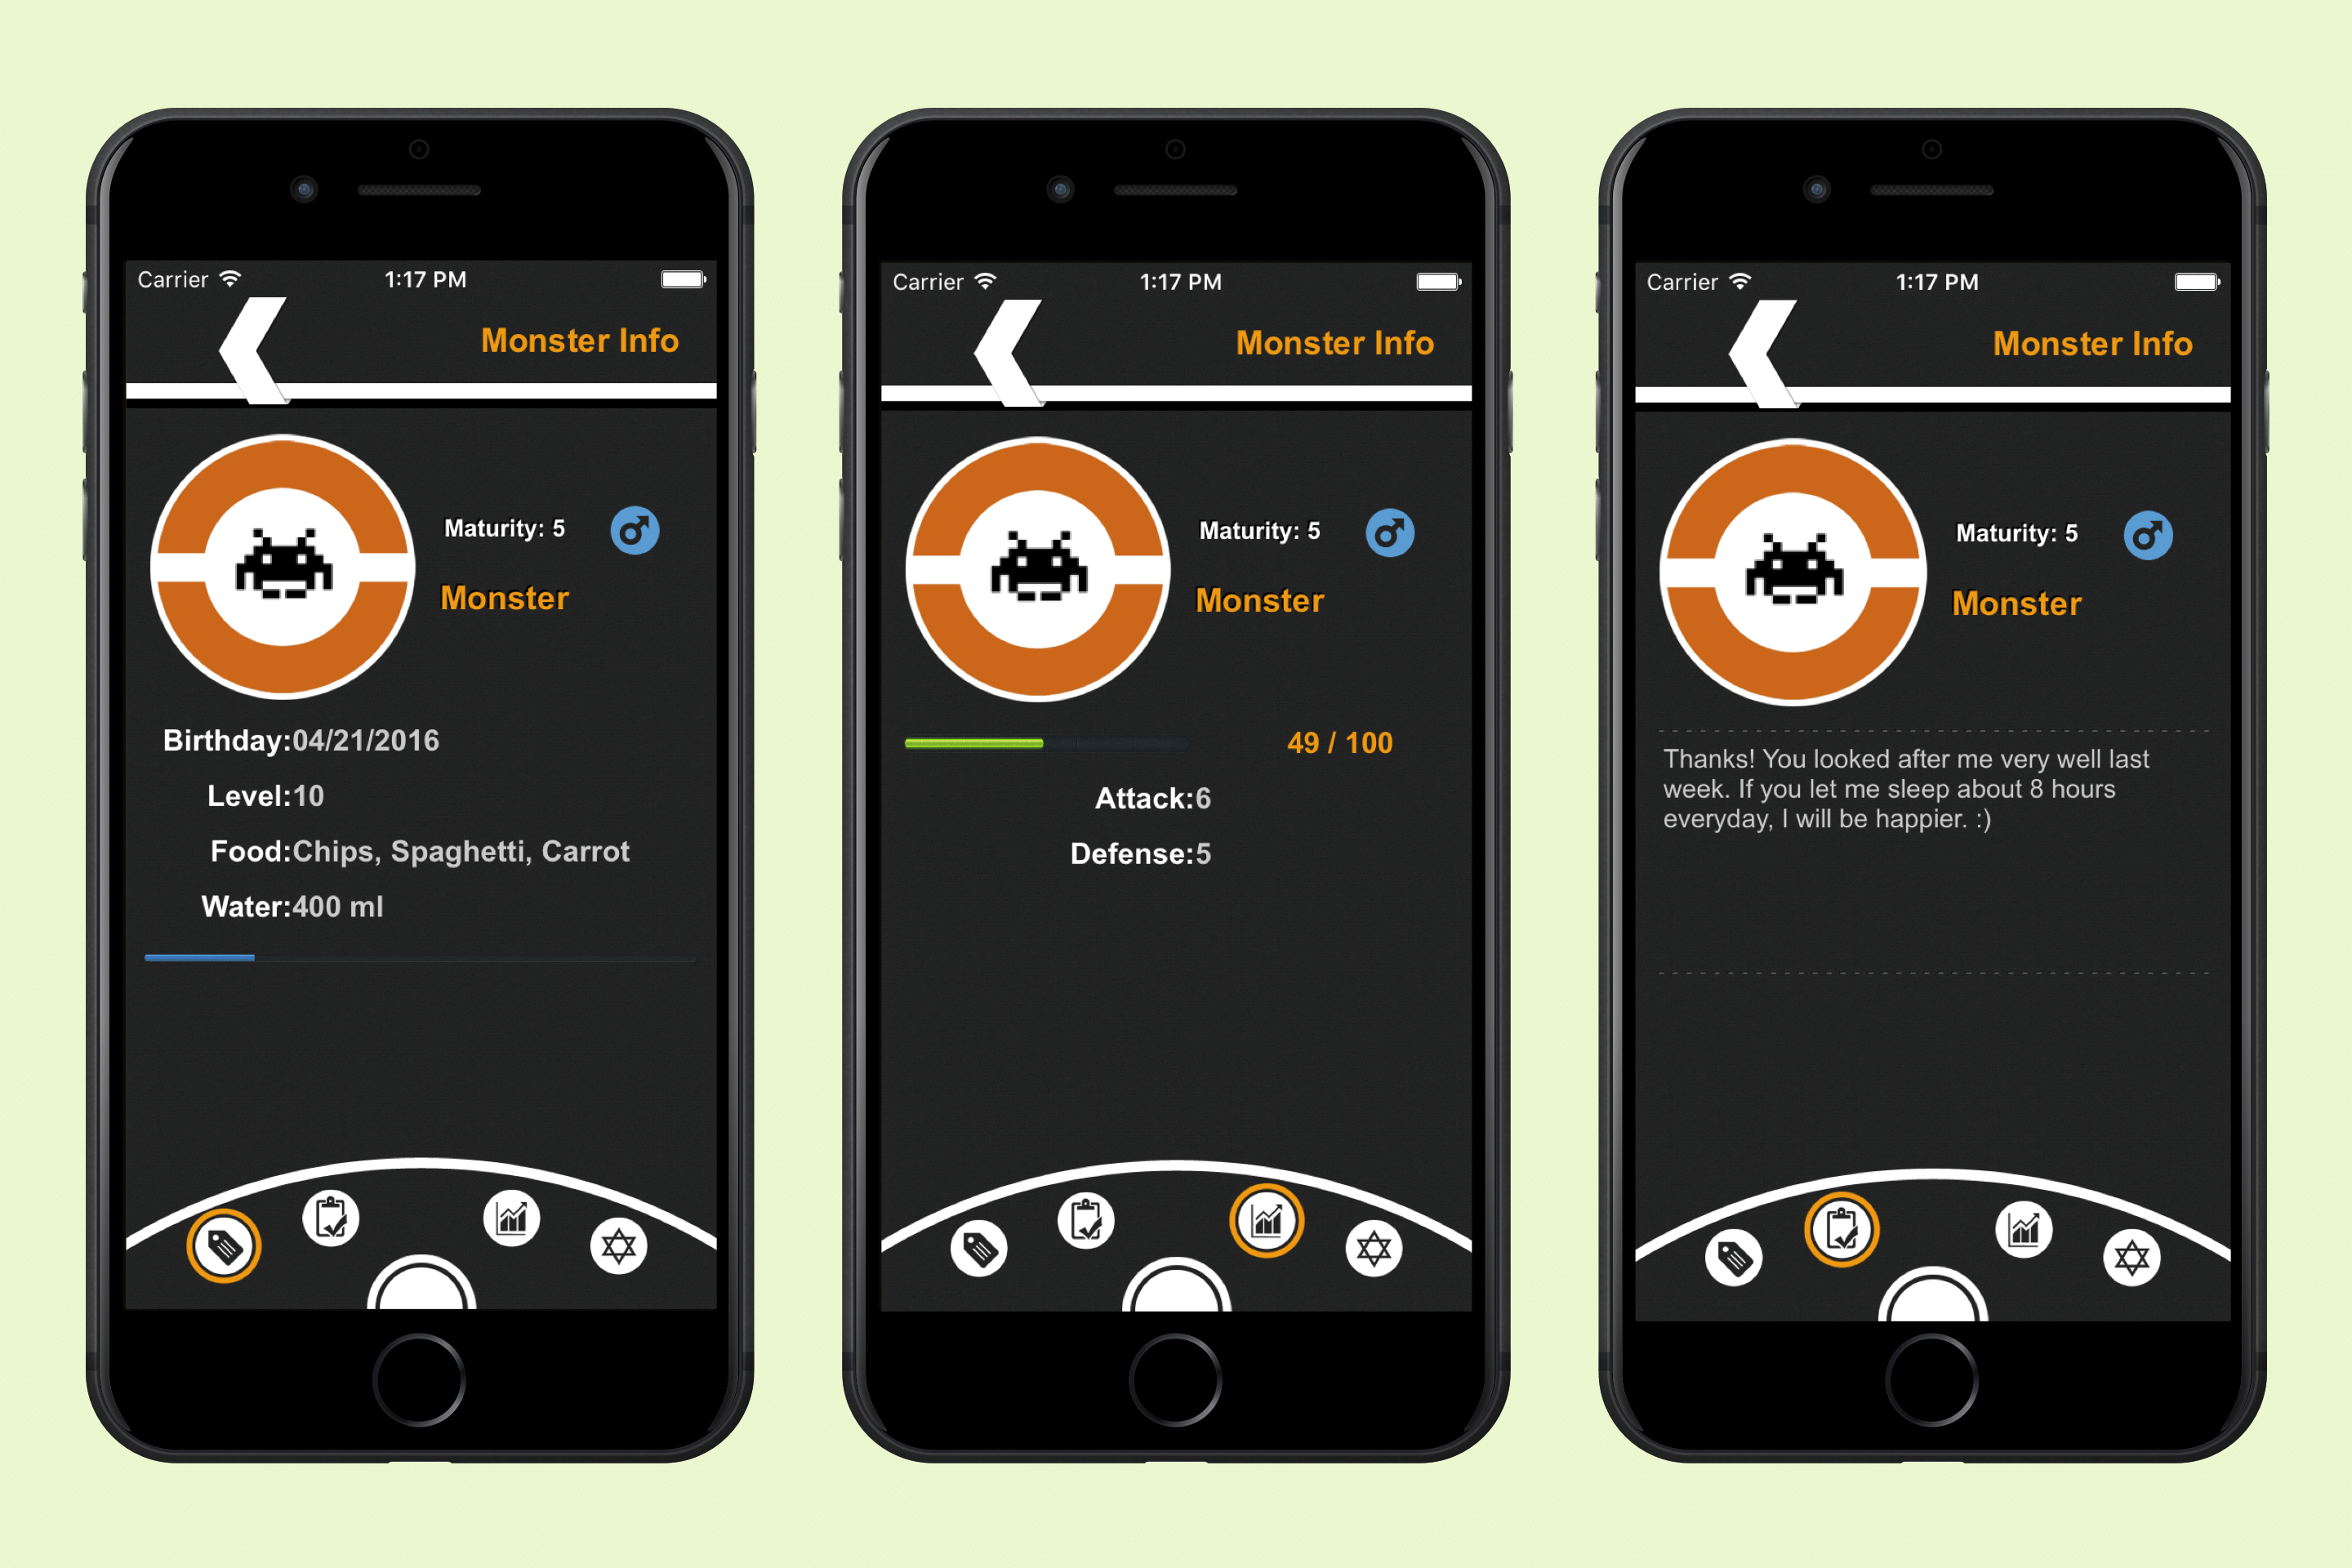 Carrier 1:17 PM
Monster Info
Maturity: 5
Monster
Birthday:04/21/2016
Level:10
Food:Chips, Spaghetti, Carrot
Water:400 ml
Carrier 1:17 PM
Monster Info
Maturity: 5
Monster
49 / 100
Attack:6
Defense:5
Carrier 1:17 PM
Monster Info
Maturity: 5
Monster
Thanks! You looked after me very well last
week. If you let me sleep about 8 hours
everyday, I will be happier. :)